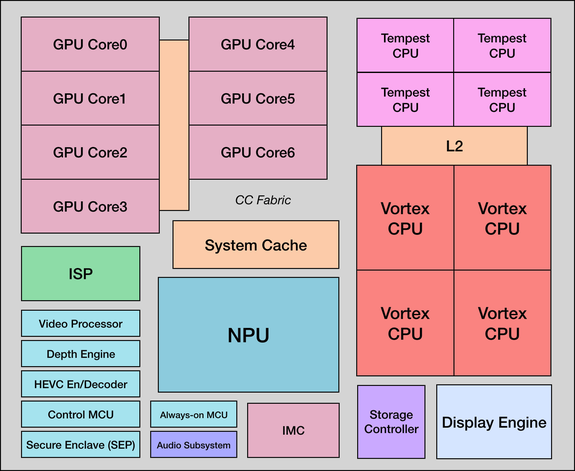 GPU Core0
GPU Core4
GPU Core1
GPU Core5
GPU Core2
GPU Core6
GPU Core3
Tempest
CPU
Tempest
CPU
Tempest
CPU
Tempest
CPU
L2
Vortex
CPU
Vortex
CPU
Vortex
CPU
Vortex
CPU
CC Fabric
System Cache
ISP
NPU
Video Processor
Depth Engine
HEVC En/Decoder
Control MCU
Always-on MCU
Secure Enclave (SEP)
Audio Subsystem
IMC
Storage
Controller
Display Engine